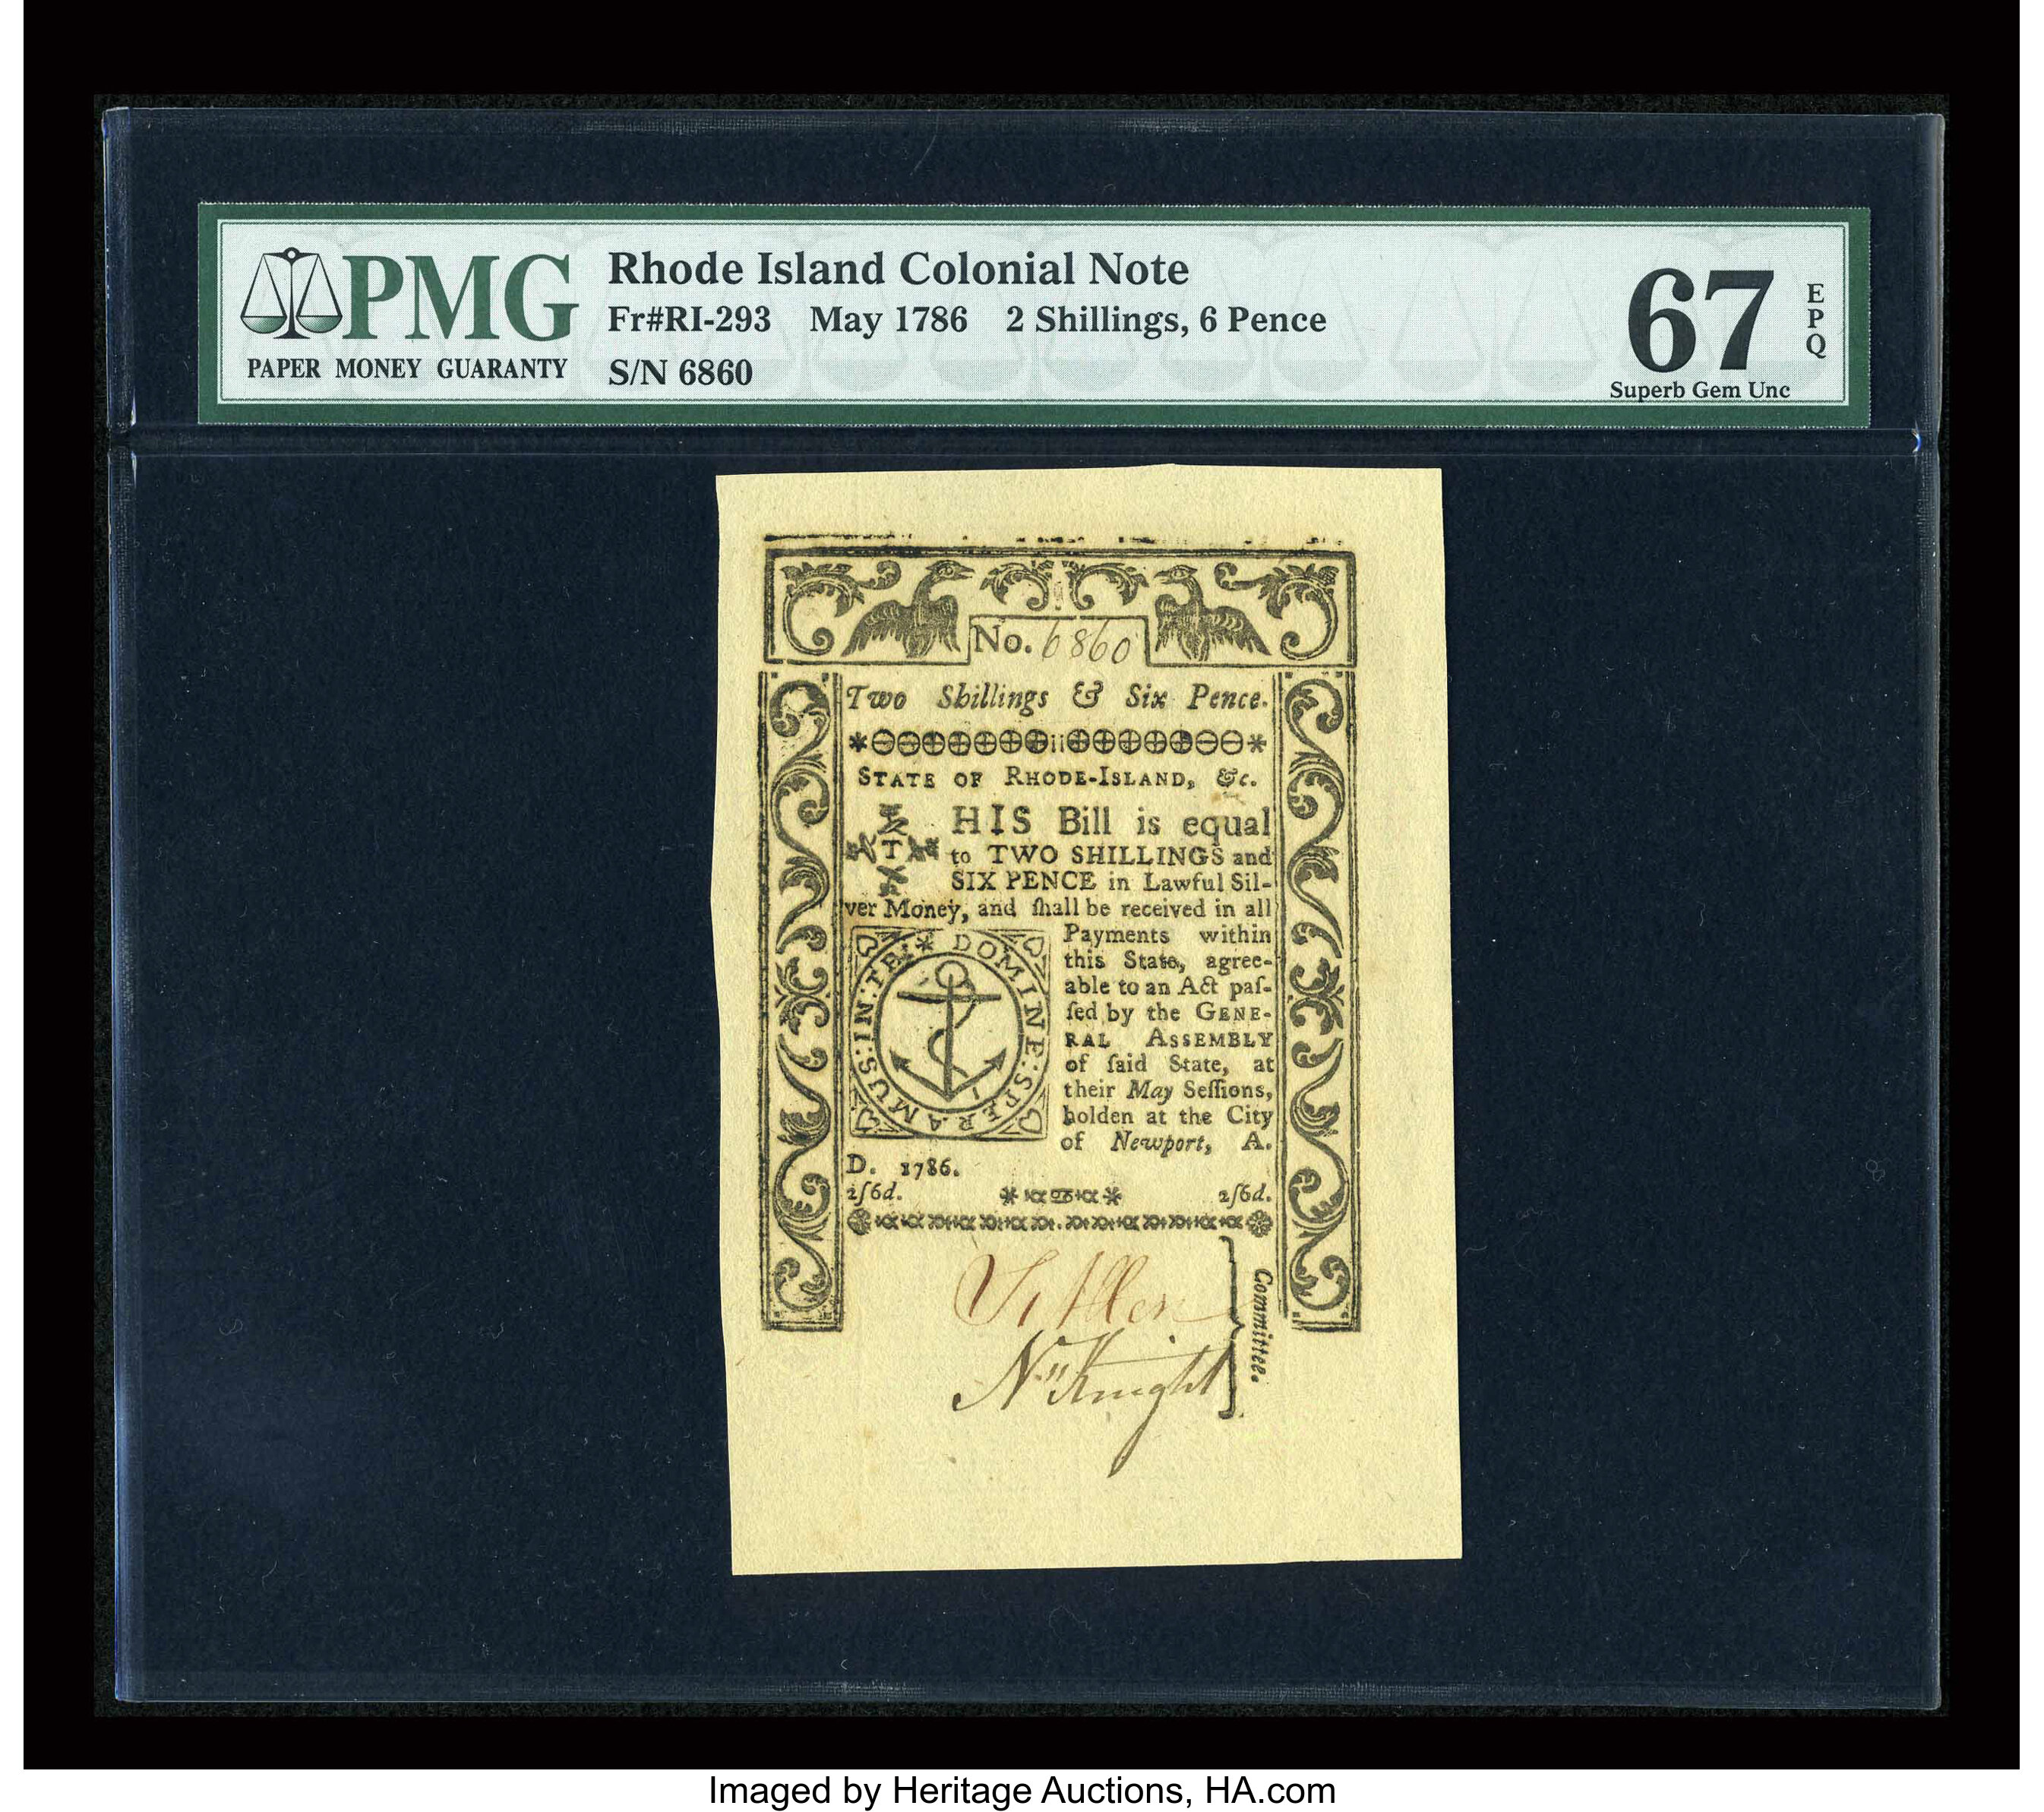 PMG
PAPER MONEY GUARANTY
Rhode Island Colonial Note
Fr#RI-293 May 1786 2 Shillings, 6 Pence
S/N 6860
67
EPQ
Superb Gem Unc
No. 6860
Two Shillings & Six Pence.
STATE OF RHODE-ISLAND, &c.
THIS Bill is equal
to TWO SHILLINGS and
SIX PENCE in Lawful Sil-
ver Money, and ſhall be received in all
Payments within
this State, agree-
able to an Act paſ-
ſed by the GENE-
RAL ASSEMBLY
of ſaid State, at
their May Seſſions,
holden at the City
of Newport, A.
D. 1786.
* DOMINE:SPERAMUS:IN:TE:
2ſ6d. 2ſ6d.
Allen
Knight
Committee.
Imaged by Heritage Auctions, HA.com